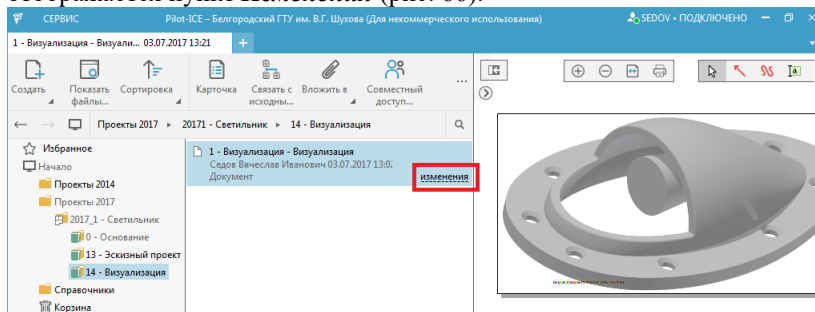 СЕРВИС Pilot-ICE – Белгородский ГТУ им. В.Г. Шухова (Для некоммерческого использования) SEDOV • ПОДКЛЮЧЕНО
1 - Визуализация - Визуали... 03.07.2017 13:21
Создать Показать файлы... Сортировка Карточка Связать с исходны... Вложить в Совместный доступ... ...
Проекты 2017 ▸ 20171 - Светильник ▸ 14 - Визуализация
Избранное
Начало
Проекты 2014
Проекты 2017
2017_1 - Светильник
0 - Основание
13 - Эскизный проект
14 - Визуализация
Справочники
Корзина
1 - Визуализация - Визуализация
Седов Вячеслав Иванович 03.07.2017 13:0
Документ изменения